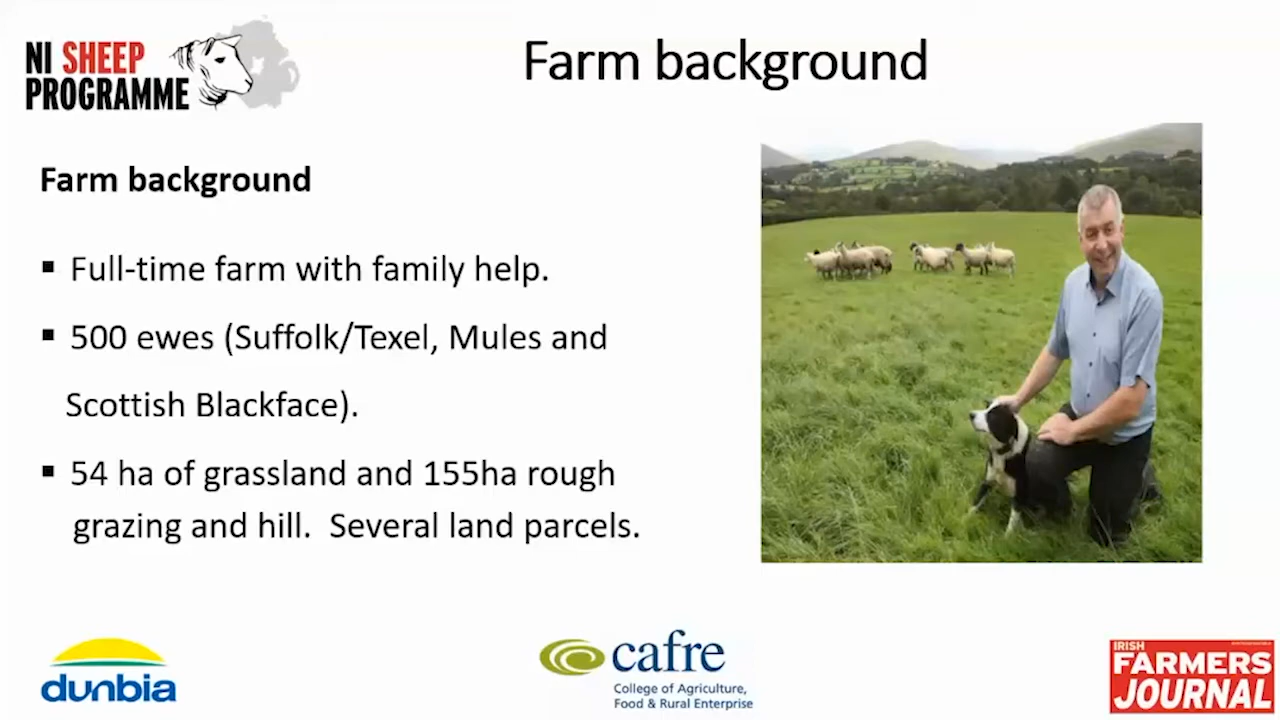 NI SHEEP
PROGRAMME
Farm background
Farm background
▪ Full-time farm with family help.
▪ 500 ewes (Suffolk/Texel, Mules and
Scottish Blackface).
▪ 54 ha of grassland and 155ha rough
grazing and hill. Several land parcels.
dunbia
cafre
College of Agriculture,
Food & Rural Enterprise
IRISH
FARMERS
JOURNAL